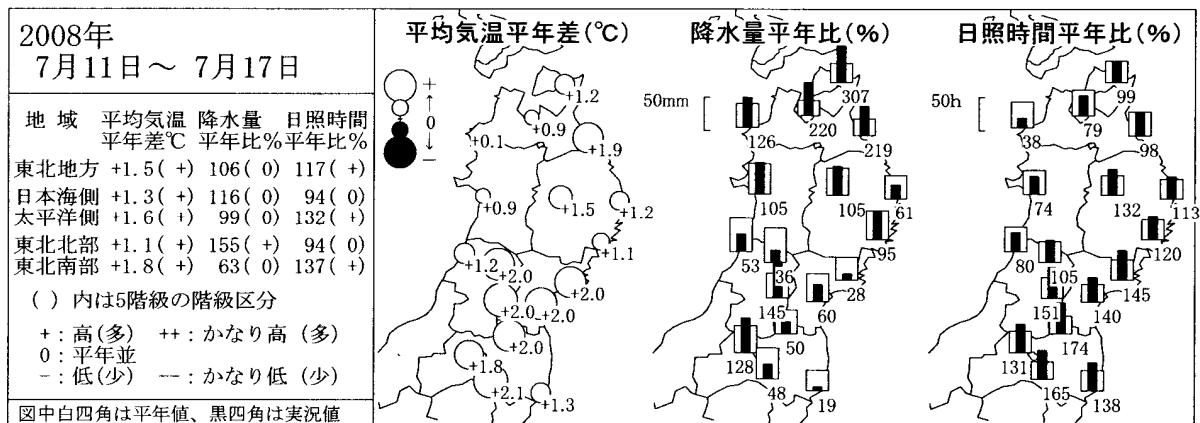 2008年
7月11日～ 7月17日
地 域 平均気温 降水量 日照時間
平年差℃ 平年比% 平年比%
東北地方 +1.5( +) 106( 0) 117( +)
日本海側 +1.3( +) 116( 0) 94( 0)
太平洋側 +1.6( +) 99( 0) 132( +)
東北北部 +1.1( +) 155( +) 94( 0)
東北南部 +1.8( +) 63( 0) 137( +)
( ) 内は5階級の階級区分
+ : 高(多) ++ : かなり高 (多)
0 : 平年並
− : 低(少) −− : かなり低 (少)
図中白四角は平年値、黒四角は実況値
平均気温平年差(℃)
+
↑
0
↓
−
+1.2
+0.9
+0.1
+1.9
+0.9
+1.5
+1.2
+1.1
+1.2
+2.0
+2.0
+2.0
+2.0
+2.0
+1.8
+2.1
+1.3
降水量平年比(%)
50mm
307
126
220
219
105
105
61
95
53
36
28
145
60
50
128
48
19
日照時間平年比(%)
50h
99
38
79
98
74
132
113
120
80
105
145
151
140
174
131
165
138